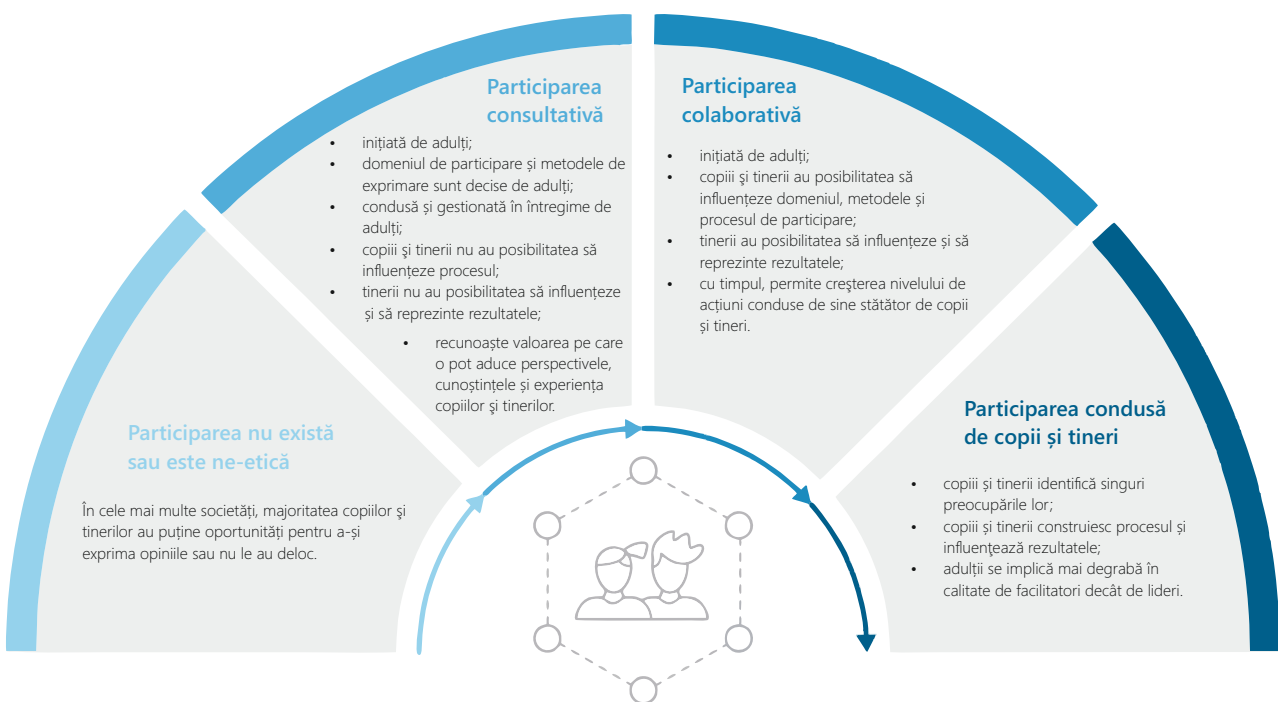 Participarea nu există
sau este ne-etică
În cele mai multe societăți, majoritatea copiilor şi
tinerilor au puține oportunități pentru a-și
exprima opiniile sau nu le au deloc.
Participarea
consultativă
• inițiată de adulți;
• domeniul de participare și metodele de
exprimare sunt decise de adulți;
• condusă și gestionată în întregime de
adulți;
• copiii şi tinerii nu au posibilitatea să
influențeze procesul;
• tinerii nu au posibilitatea să influențeze
și să reprezinte rezultatele;
• recunoaște valoarea pe care
o pot aduce perspectivele,
cunoștințele și experiența
copiilor şi tinerilor.
Participarea
colaborativă
• inițiată de adulți;
• copiii şi tinerii au posibilitatea să
influențeze domeniul, metodele și
procesul de participare;
• tinerii au posibilitatea să influențeze și să
reprezinte rezultatele;
• cu timpul, permite creşterea nivelului de
acțiuni conduse de sine stătător de copii
și tineri.
Participarea condusă
de copii și tineri
• copiii și tinerii identifică singuri
preocupările lor;
• copiii și tinerii construiesc procesul și
influenţează rezultatele;
• adulții se implică mai degrabă în
calitate de facilitatori decât de lideri.